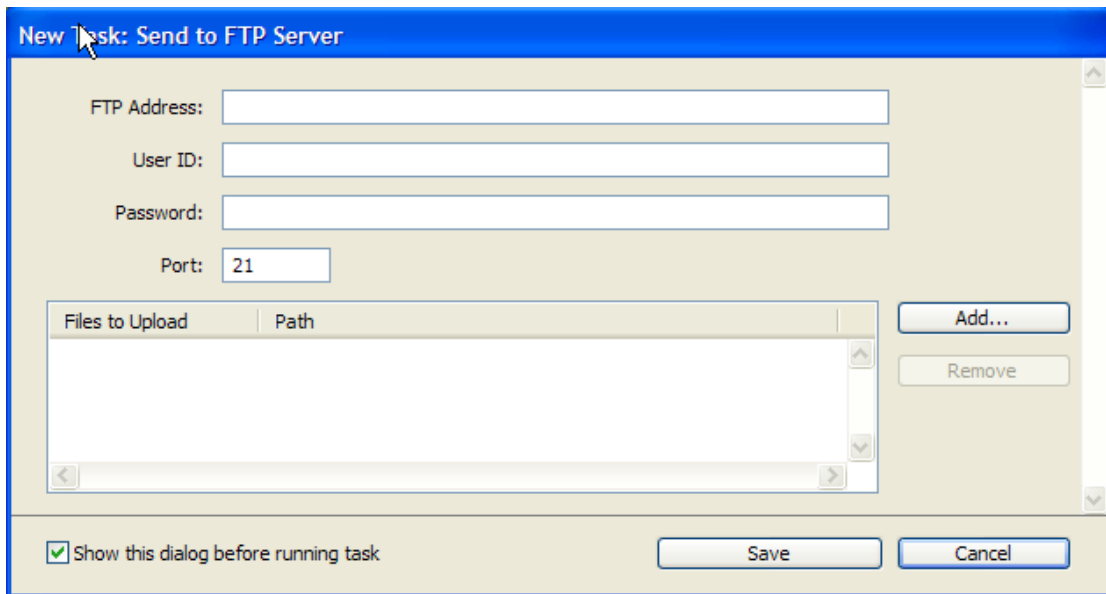 New Task: Send to FTP Server
FTP Address:
User ID:
Password:
Port: 21
Files to Upload Path
Add...
Remove
Show this dialog before running task
Save
Cancel